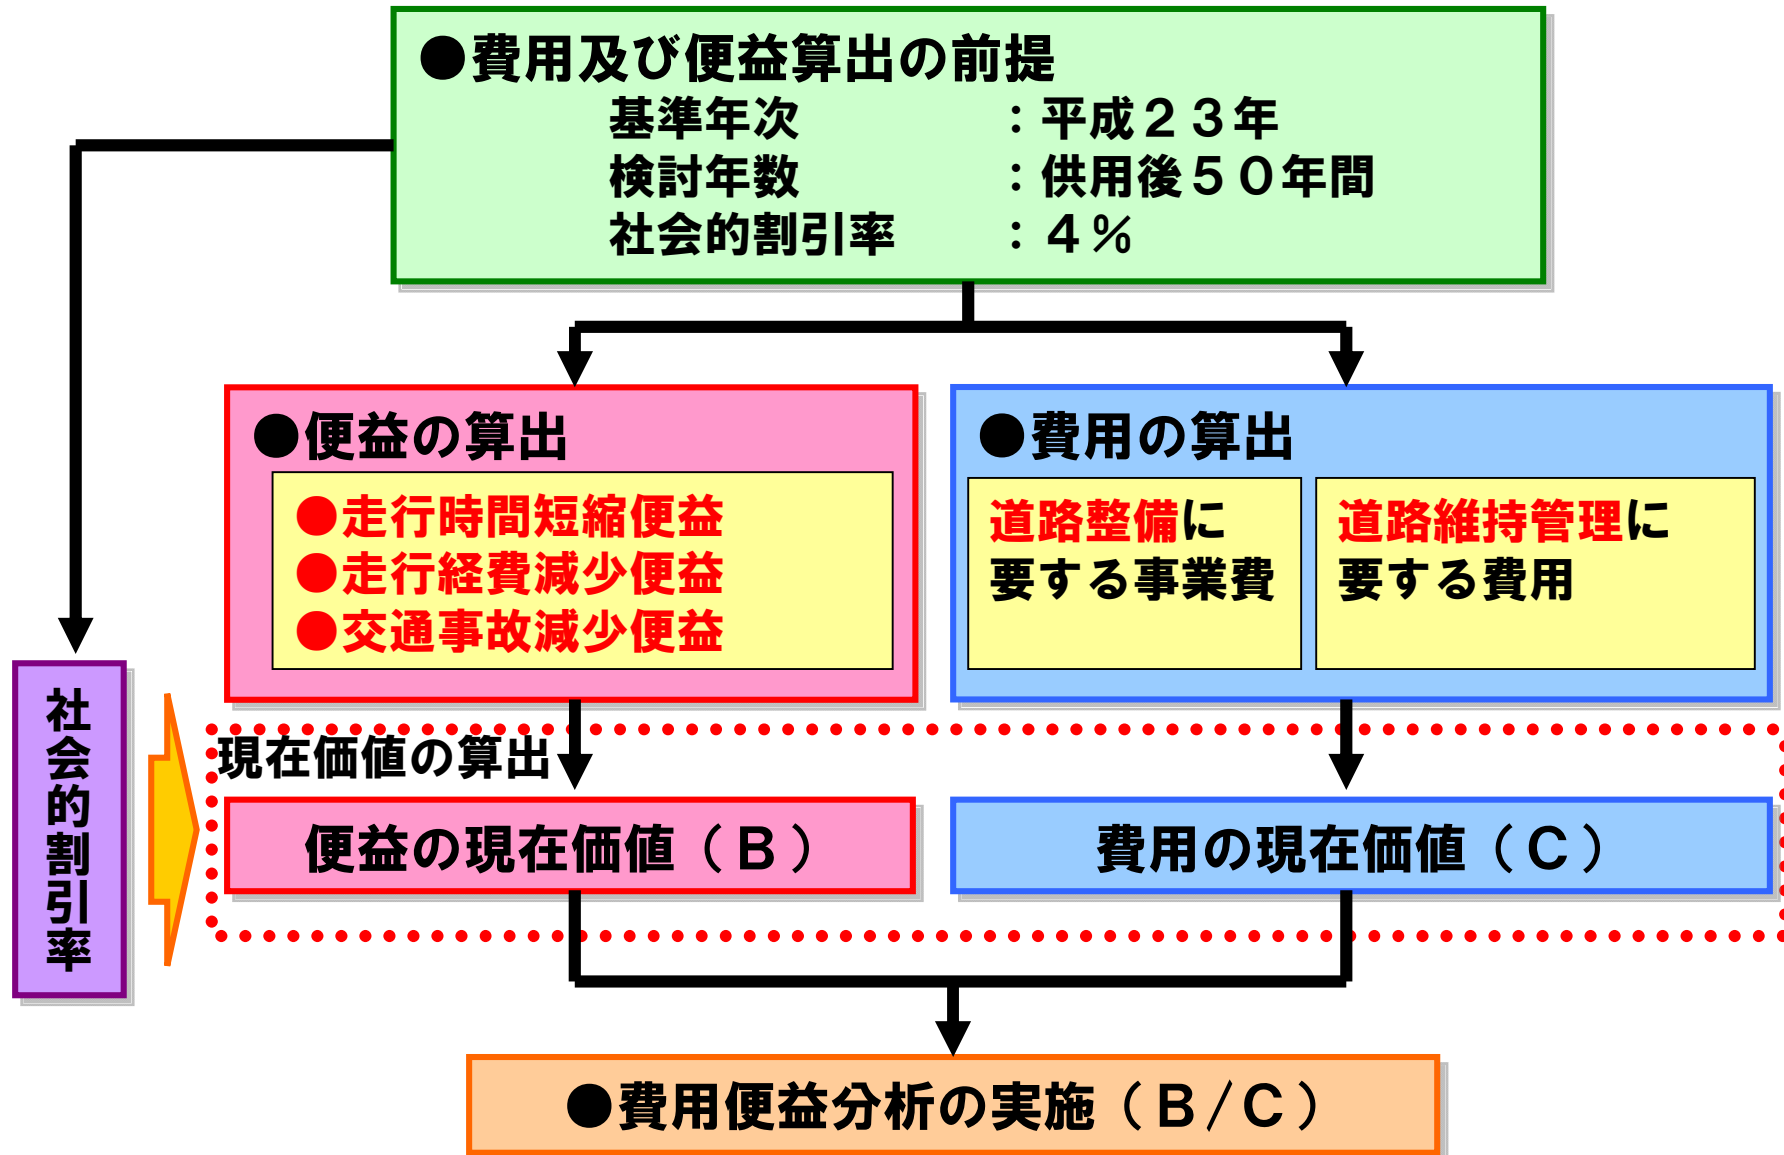 ●費用及び便益算出の前提
基準年次　：平成２３年
検討年数　：供用後５０年間
社会的割引率　：４％
●便益の算出
●走行時間短縮便益
●走行経費減少便益
●交通事故減少便益
●費用の算出
道路整備に
要する事業費
道路維持管理に
要する費用
社会的割引率
現在価値の算出
便益の現在価値（Ｂ）
費用の現在価値（Ｃ）
●費用便益分析の実施（Ｂ/Ｃ）